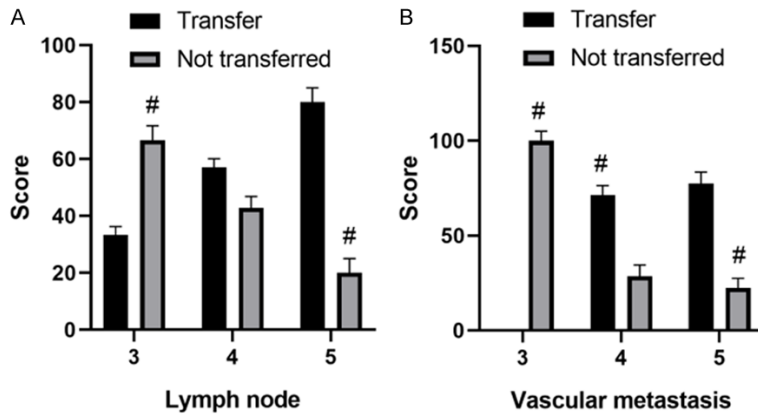 A
Transfer
Not transferred
Score
100
80
60
40
20
0
#
#
3
4
5
Lymph node
B
Transfer
Not transferred
Score
150
100
50
0
#
#
#
3
4
5
Vascular metastasis